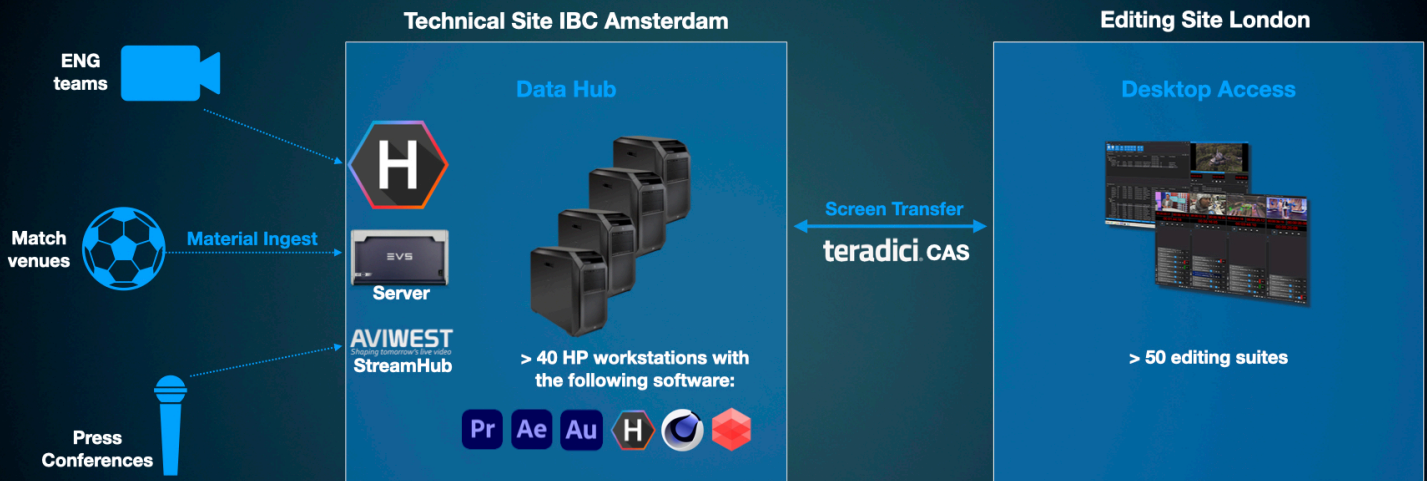 Technical Site IBC Amsterdam
Editing Site London
ENG
teams
Data Hub
Desktop Access
H
Match
venues
Material Ingest
EVS
Server
Screen Transfer
teradici. CAS
AVIWEST
Shaping tomorrow's live video
StreamHub
> 40 HP workstations with
the following software:
> 50 editing suites
Press
Conferences
Pr
Ae
Au
H